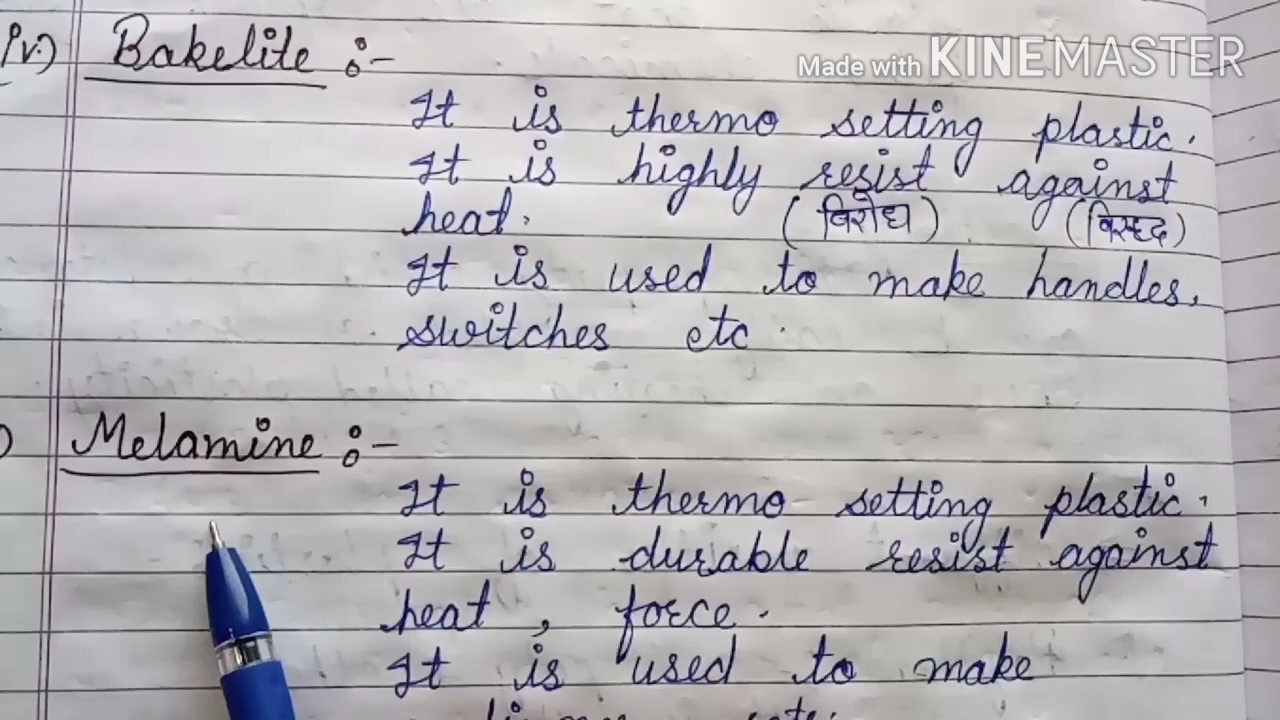 Made with KINEMASTER
iv.) Bakelite :-
It is thermo setting plastic.
It is highly resist against
(विरोध) (विरुद्ध)
heat.
It is used to make handles,
switches etc.
Melamine :-
It is thermo setting plastic.
It is durable resist against
heat, force.
It is used to make